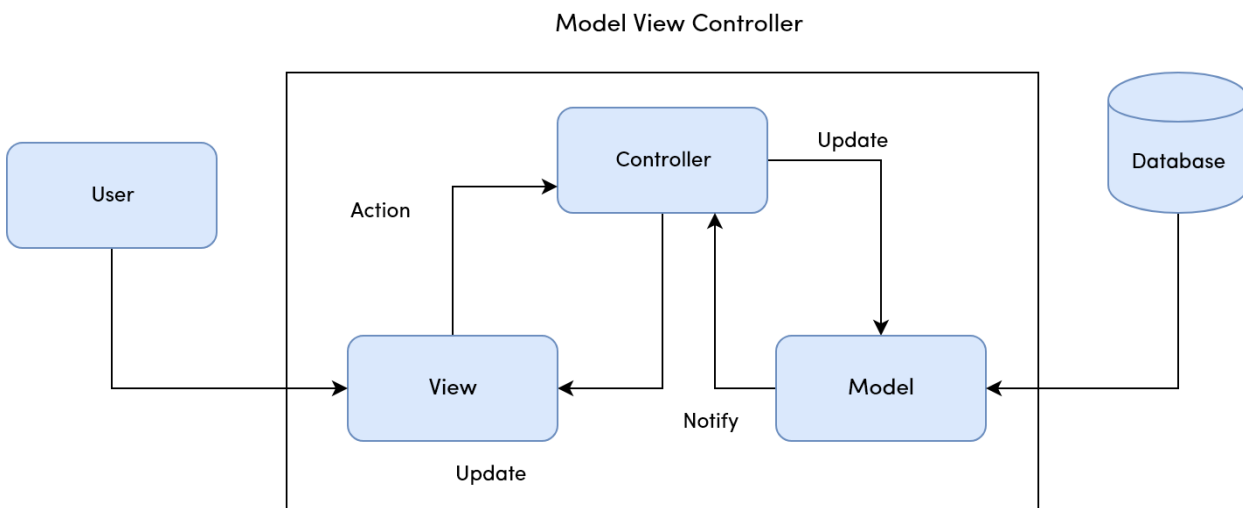 Model View Controller
User
Controller
Update
Database
Action
View
Model
Notify
Update